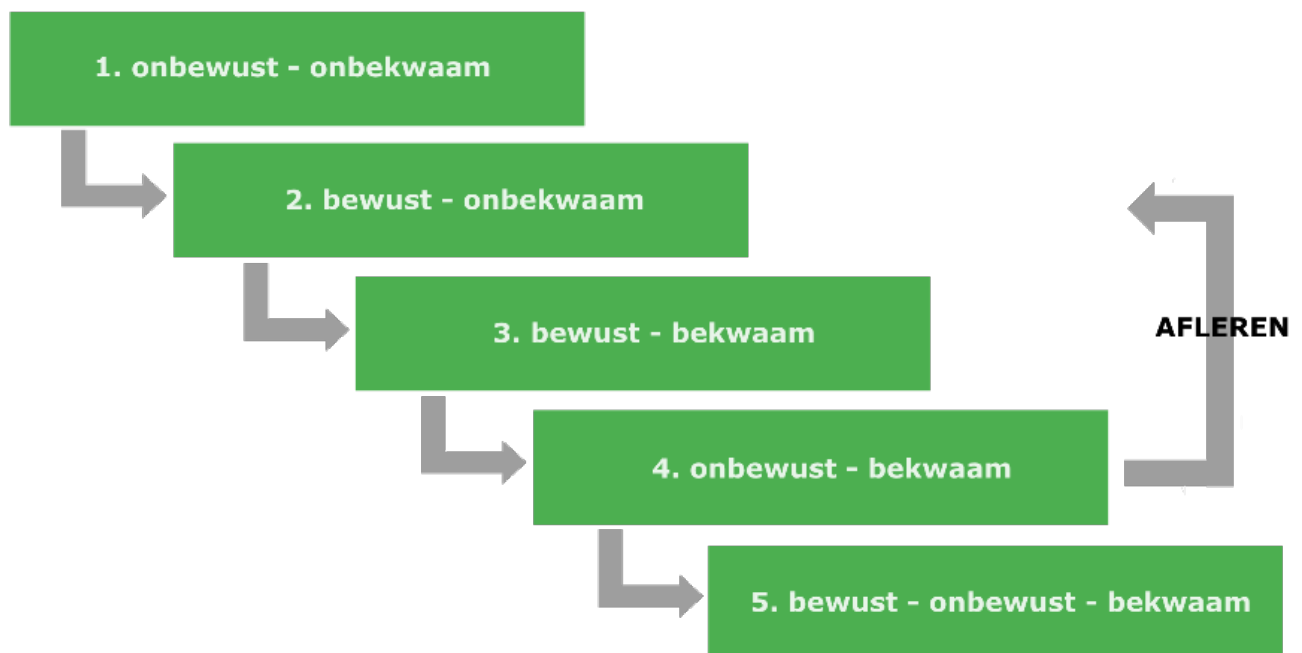 1. onbewust - onbekwaam
2. bewust - onbekwaam
3. bewust - bekwaam
AFLEREN
4. onbewust - bekwaam
5. bewust - onbewust - bekwaam